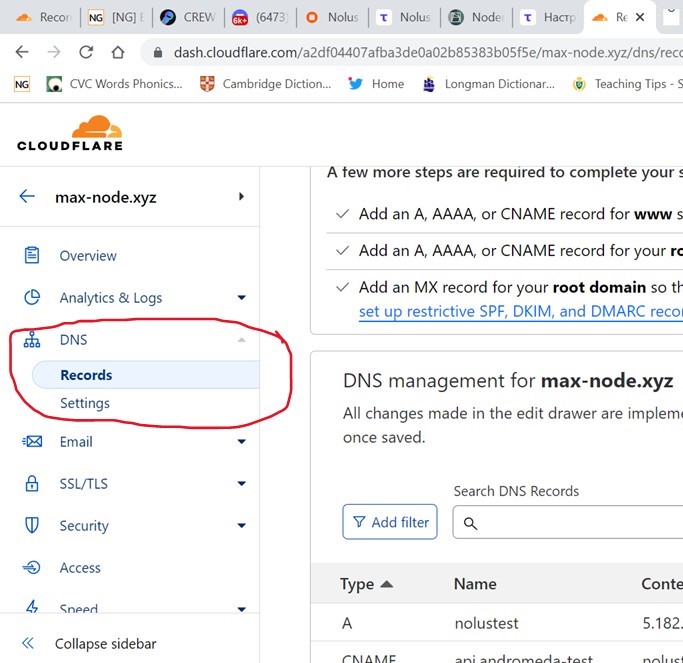 Recor
NG
[NG] E
CREW
6k+
(6473)
Nolus
Nolus
Node
Настр
Re
dash.cloudflare.com/a2df04407afba3de0a02b85383b05f5e/max-node.xyz/dns/reco
NG
CVC Words Phonics...
Cambridge Diction...
Home
Longman Dictionar...
Teaching Tips - S
CLOUDFLARE
max-node.xyz
Overview
Analytics & Logs
DNS
Records
Settings
Email
SSL/TLS
Security
Access
Speed
Collapse sidebar
A few more steps are required to complete your s
Add an A, AAAA, or CNAME record for www s
Add an A, AAAA, or CNAME record for your ro
Add an MX record for your root domain so th
set up restrictive SPF, DKIM, and DMARC recor
DNS management for max-node.xyz
All changes made in the edit drawer are impleme
once saved.
Search DNS Records
Add filter
Type Name Conte
A nolustest 5.182.
CNAME api.andromeda-test nolust